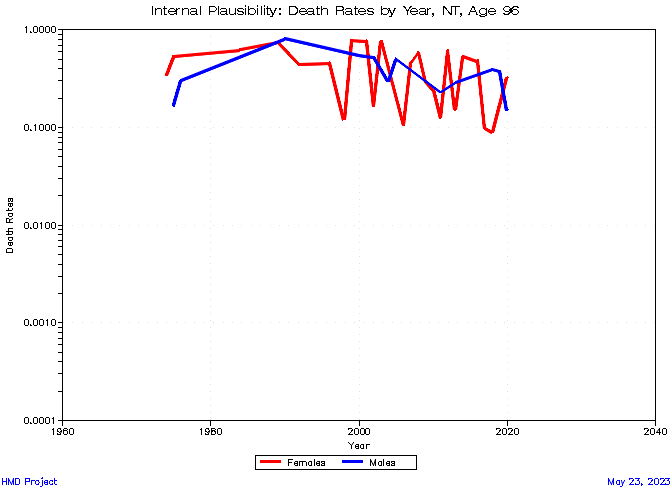 Internal Plausibility: Death Rates by Year, NT, Age 96
1.0000
0.1000
0.0100
0.0010
0.0001
Death Rates
1960
1980
2000
2020
2040
Year
Females
Males
HMD Project
May 23, 2023